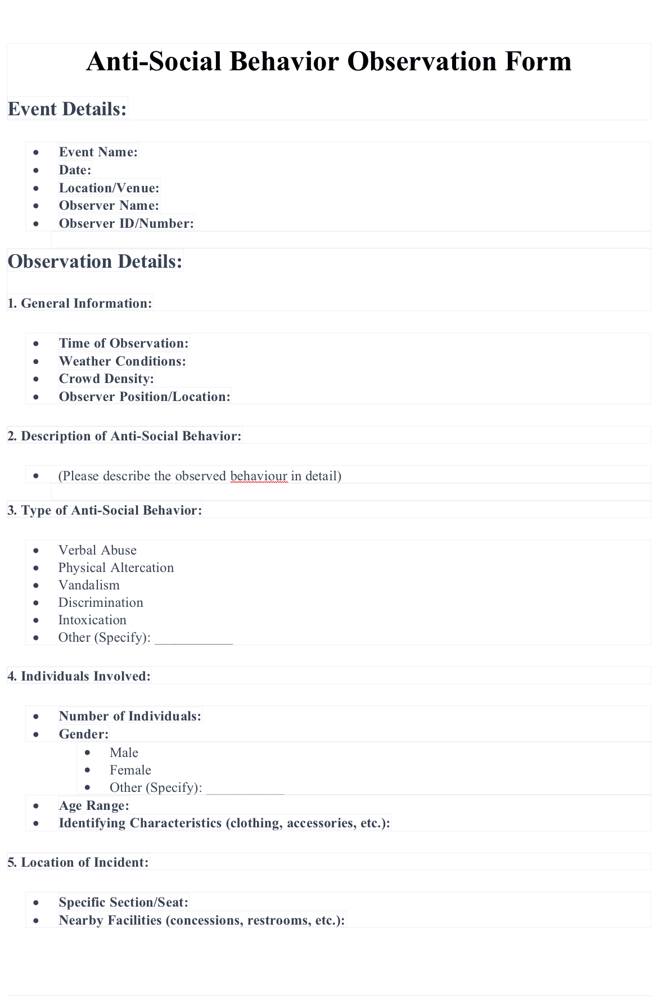 Anti-Social Behavior Observation Form
Event Details:
• Event Name:
• Date:
• Location/Venue:
• Observer Name:
• Observer ID/Number:
Observation Details:
1. General Information:
• Time of Observation:
• Weather Conditions:
• Crowd Density:
• Observer Position/Location:
2. Description of Anti-Social Behavior:
• (Please describe the observed behaviour in detail)
3. Type of Anti-Social Behavior:
• Verbal Abuse
• Physical Altercation
• Vandalism
• Discrimination
• Intoxication
• Other (Specify): ___________
4. Individuals Involved:
• Number of Individuals:
• Gender:
• Male
• Female
• Other (Specify): ___________
• Age Range:
• Identifying Characteristics (clothing, accessories, etc.):
5. Location of Incident:
• Specific Section/Seat:
• Nearby Facilities (concessions, restrooms, etc.):